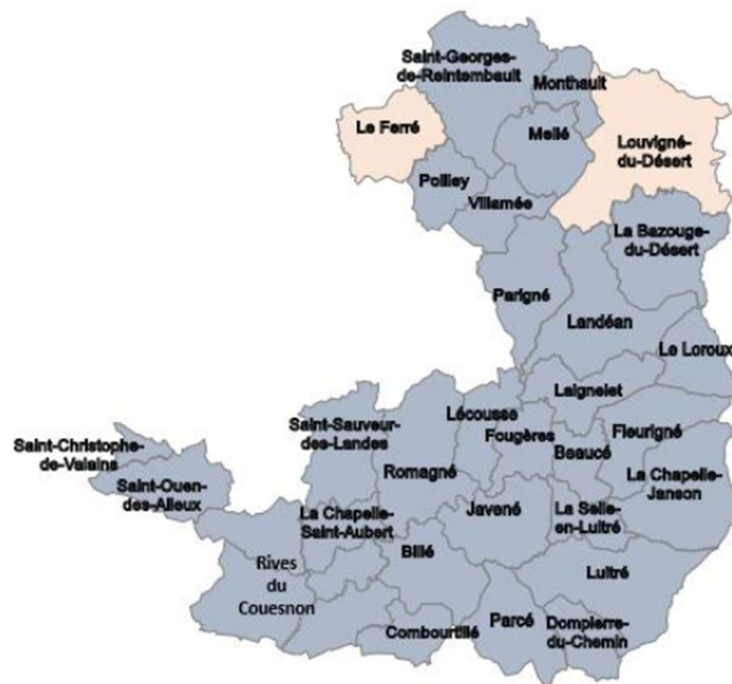 Saint-Georges-
de-Reintembault
Monthault
Le Ferré
Mellé
Louvigné-
du-Désert
Poilley
Villamée
La Bazouge-
du-Désert
Parigné
Landéan
Le Loroux
Laignelet
Saint-Sauveur-
des-Landes
Lécousse
Fougères
Fleurigné
Saint-Christophe-
de-Valains
Beaucé
Romagné
La Chapelle-
Janson
Saint-Ouen-
des-Alleux
La Chapelle-
Saint-Aubert
Javené
La Selle-
en-Luitré
Billé
Rives
du
Couesnon
Luitré
Combourtillé
Parcé
Dompierre-
du-Chemin